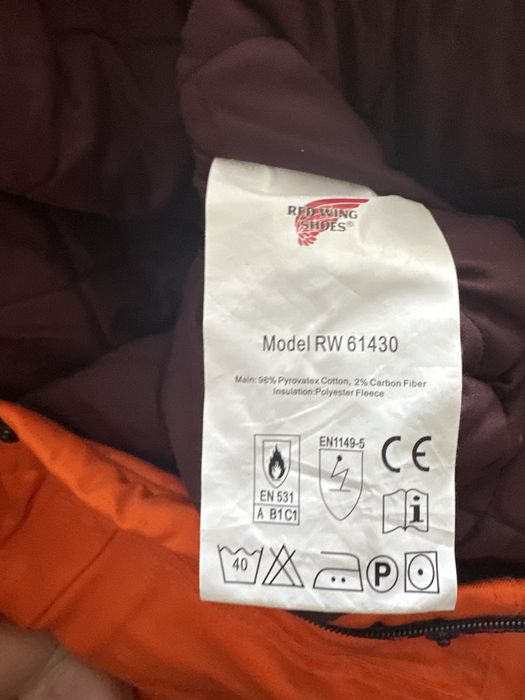 RED WING
SHOES®
Model RW 61430
Main: 98% Pyrovatex Cotton, 2% Carbon Fiber
Insulation:Polyester Fleece
EN1149-5
CE
EN 531
A B1C1
i
40
P